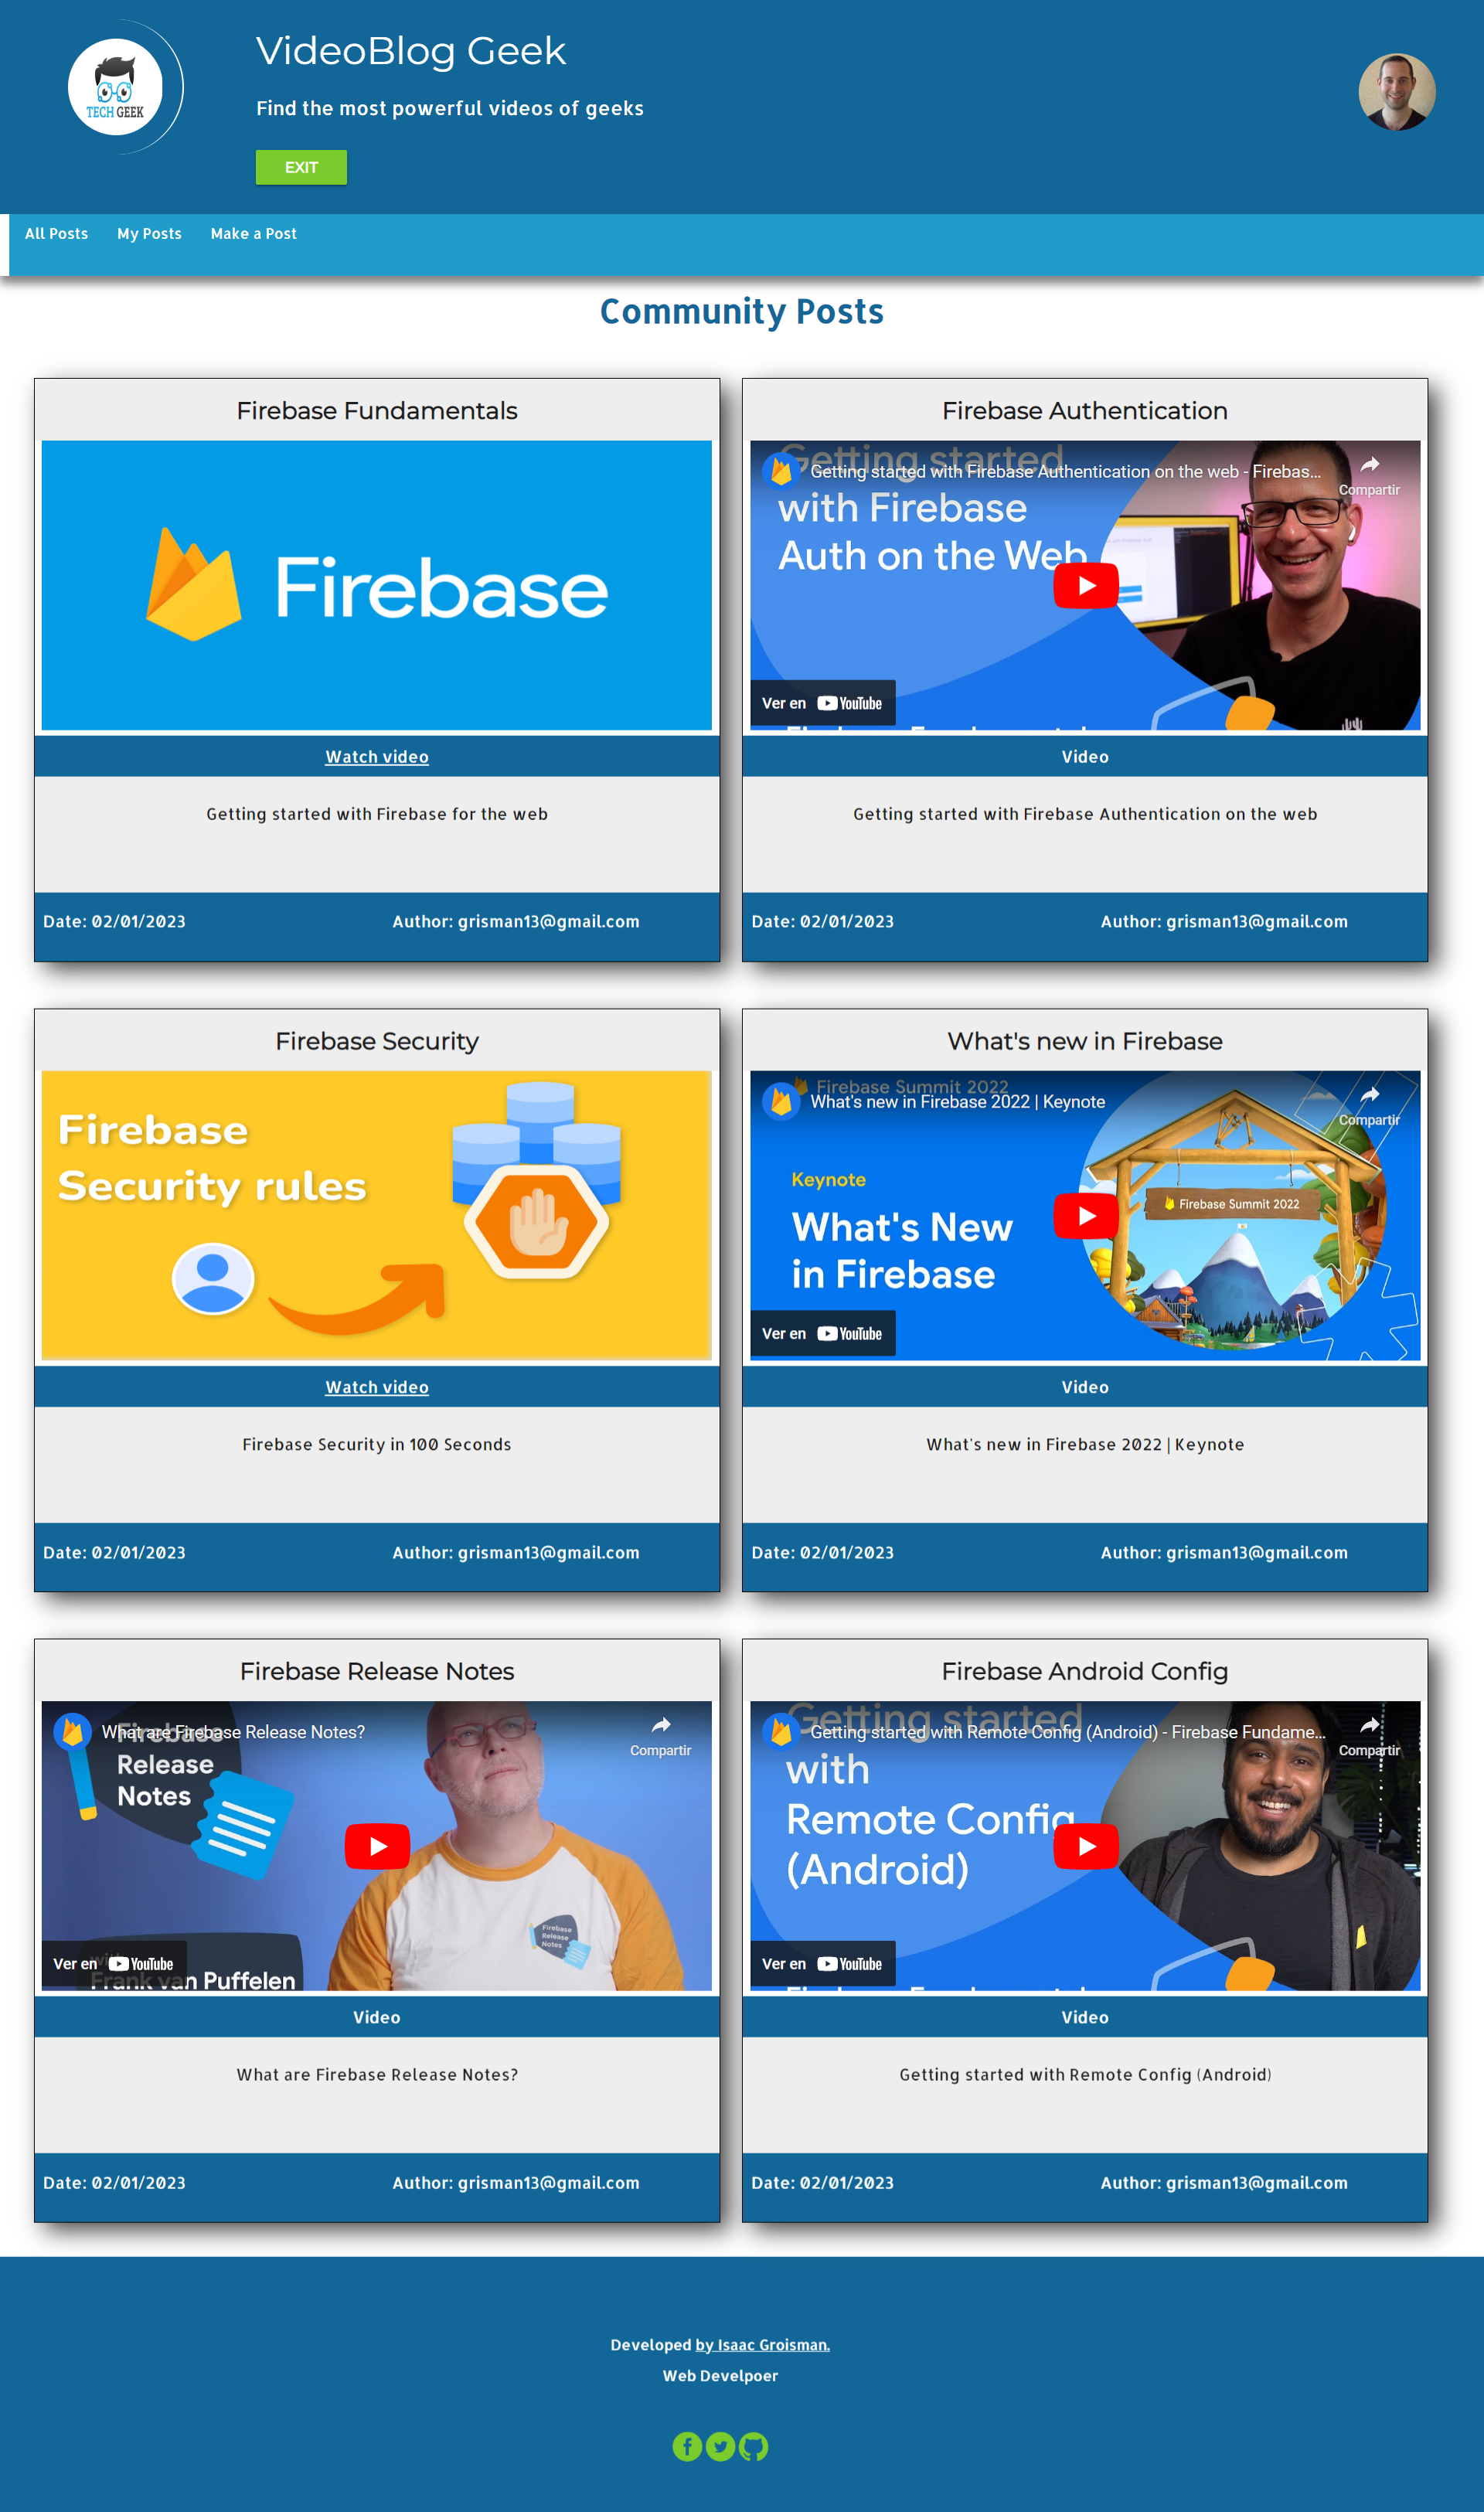 TECH GEEK
VideoBlog Geek
Find the most powerful videos of geeks
EXIT
All Posts
My Posts
Make a Post
Community Posts
Firebase Fundamentals
Firebase
Watch video
Getting started with Firebase for the web
Date: 02/01/2023
Author: grisman13@gmail.com
Firebase Authentication
Getting started
Getting started with Firebase Authentication on the web - Firebas...
Compartir
with Firebase
Auth on the Web
Ver en YouTube
Video
Getting started with Firebase Authentication on the web
Date: 02/01/2023
Author: grisman13@gmail.com
Firebase Security
Firebase
Security rules
Watch video
Firebase Security in 100 Seconds
Date: 02/01/2023
Author: grisman13@gmail.com
What's new in Firebase
Firebase Summit 2022
What's new in Firebase 2022 | Keynote
Compartir
Keynote
What's New
in Firebase
Firebase Summit 2022
Ver en YouTube
Video
What's new in Firebase 2022 | Keynote
Date: 02/01/2023
Author: grisman13@gmail.com
Firebase Release Notes
What are Firebase Release Notes?
Compartir
Firebase
Release
Notes
Firebase
Release
Notes
Ver en YouTube
with
Frank van Puffelen
Video
What are Firebase Release Notes?
Date: 02/01/2023
Author: grisman13@gmail.com
Firebase Android Config
Getting started
Getting started with Remote Config (Android) - Firebase Fundame...
Compartir
with
Remote Config
(Android)
Ver en YouTube
Video
Getting started with Remote Config (Android)
Date: 02/01/2023
Author: grisman13@gmail.com
Developed by Isaac Groisman.
Web Develpoer